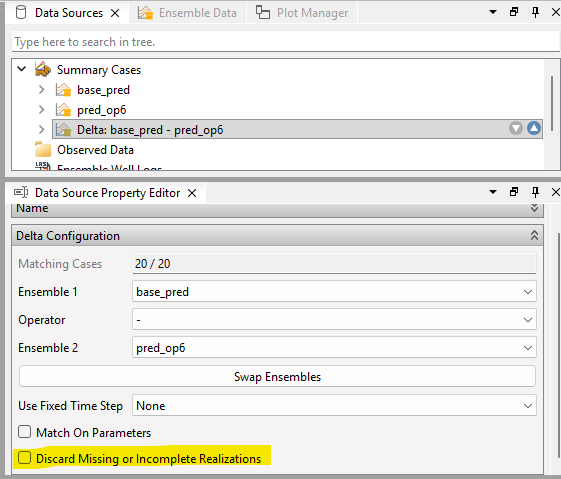 Data Sources
Ensemble Data
Plot Manager
Type here to search in tree.
Summary Cases
base_pred
pred_op6
Delta: base_pred - pred_op6
Observed Data
Ensemble Well Logs
Data Source Property Editor
Name
Delta Configuration
Matching Cases 20 / 20
Ensemble 1 base_pred
Operator -
Ensemble 2 pred_op6
Swap Ensembles
Use Fixed Time Step None
Match On Parameters
Discard Missing or Incomplete Realizations